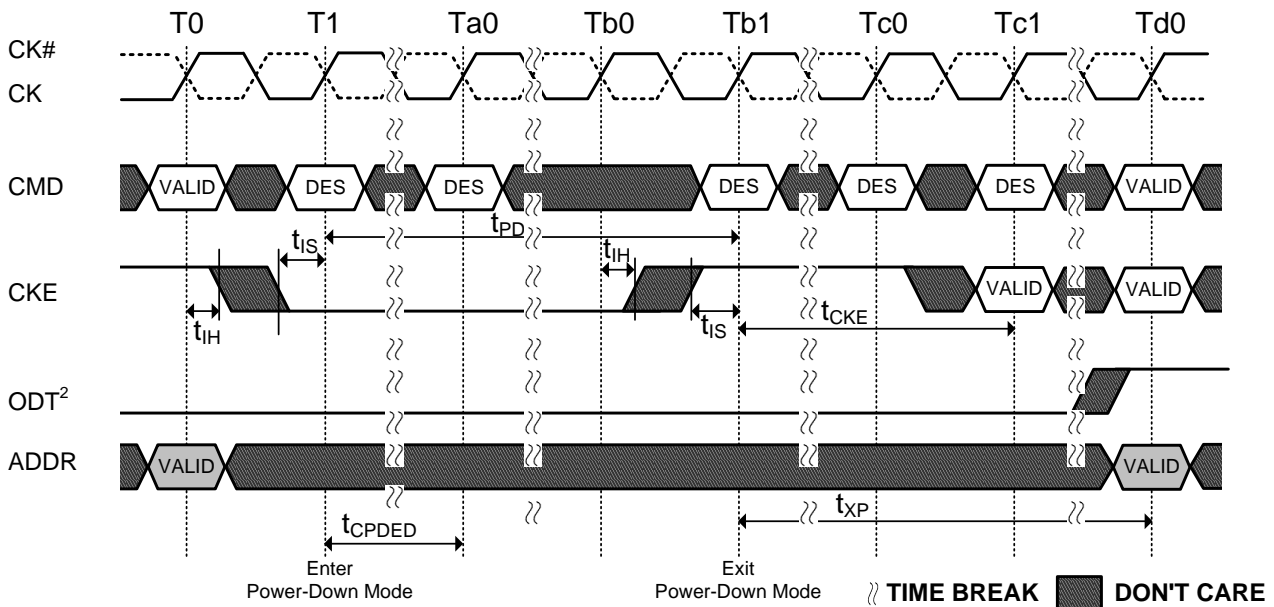 T0 T1 Ta0 Tb0 Tb1 Tc0 Tc1 Td0
CK#
CK
CMD VALID DES DES DES DES DES VALID
tPD
tIS tIH
CKE VALID VALID
tIH tIS tCKE
ODT2
ADDR VALID VALID
tCPDED tXP
Enter
Power-Down Mode
Exit
Power-Down Mode
TIME BREAK DON'T CARE